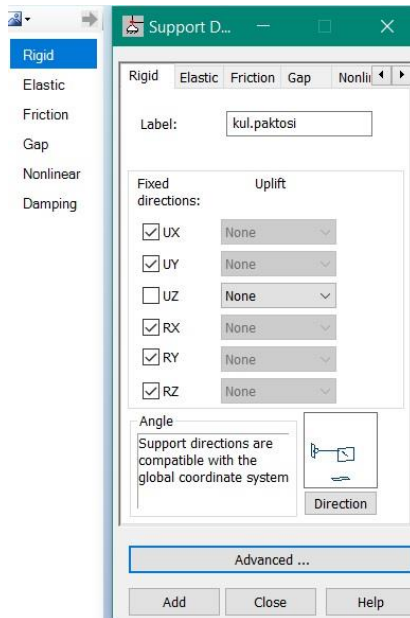 Support D...
Rigid
Elastic
Friction
Gap
Nonlinear
Damping
Rigid Elastic Friction Gap
Label: kul.paktosi
Fixed directions: Uplift
UX None
UY None
UZ None
RX None
RY None
RZ None
Angle
Support directions are
compatible with the
global coordinate system
Direction
Advanced ...
Add Close Help